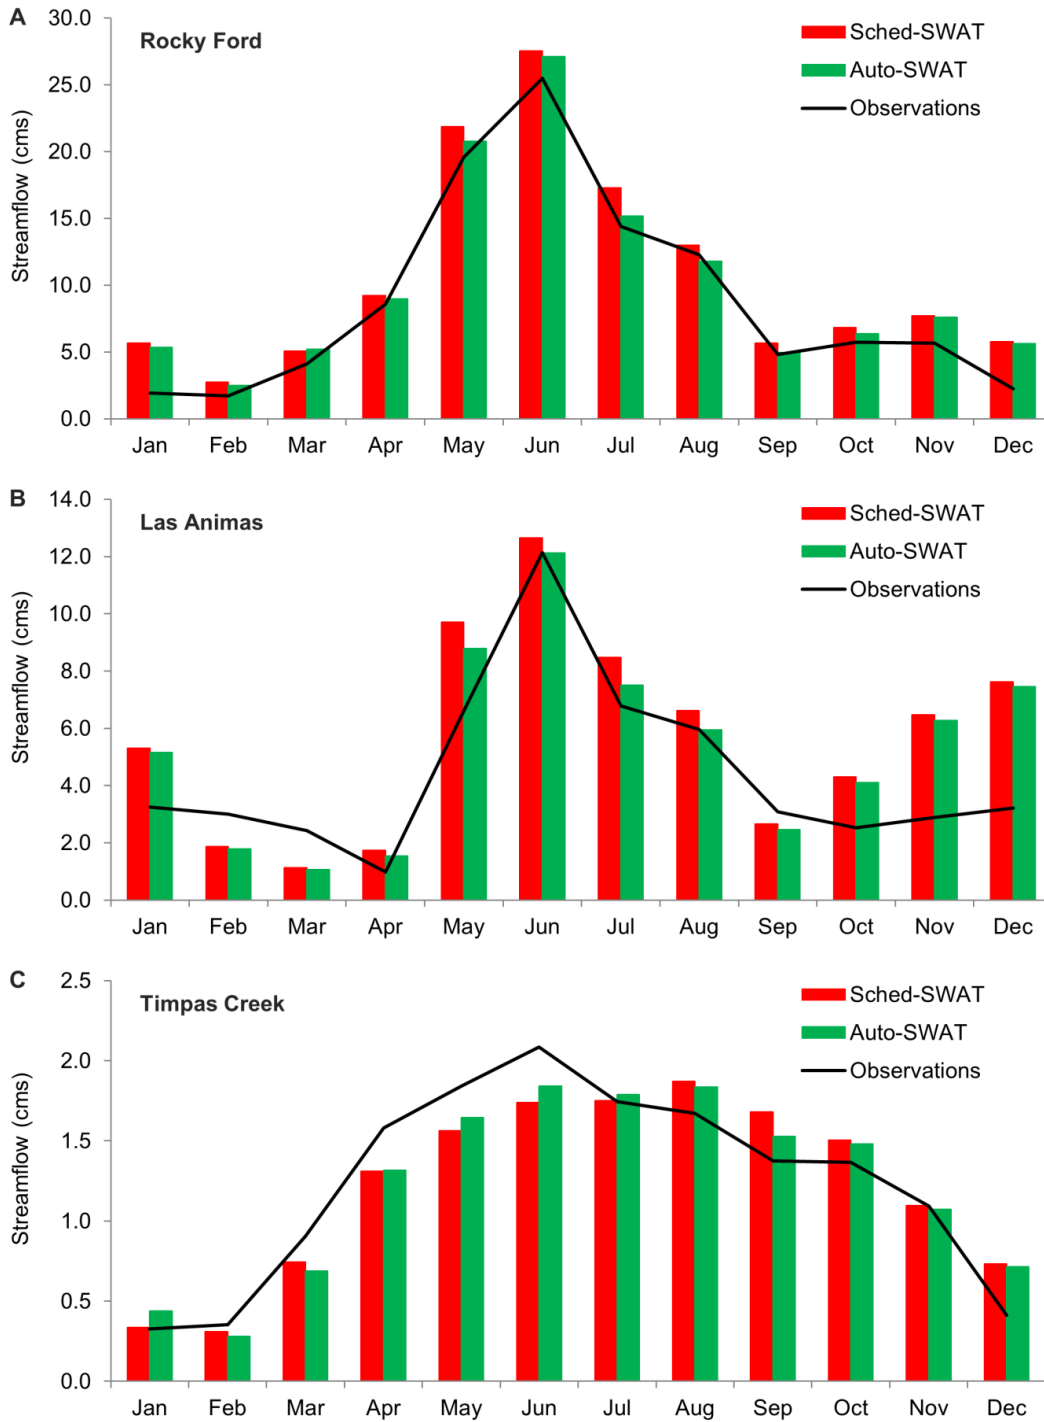 A
Rocky Ford
Sched-SWAT
Auto-SWAT
Observations
Streamflow (cms)
30.0
25.0
20.0
15.0
10.0
5.0
0.0
Jan Feb Mar Apr May Jun Jul Aug Sep Oct Nov Dec
B
Las Animas
Sched-SWAT
Auto-SWAT
Observations
Streamflow (cms)
14.0
12.0
10.0
8.0
6.0
4.0
2.0
0.0
Jan Feb Mar Apr May Jun Jul Aug Sep Oct Nov Dec
C
Timpas Creek
Sched-SWAT
Auto-SWAT
Observations
Streamflow (cms)
2.5
2.0
1.5
1.0
0.5
0.0
Jan Feb Mar Apr May Jun Jul Aug Sep Oct Nov Dec